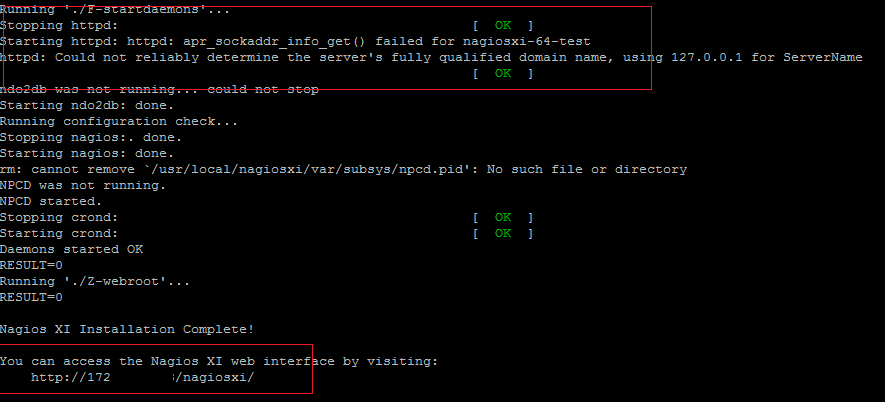 Running './F-startdaemons'...
Stopping httpd: [ OK ]
Starting httpd: httpd: apr_sockaddr_info_get() failed for nagiosxi-64-test
httpd: Could not reliably determine the server's fully qualified domain name, using 127.0.0.1 for ServerName
[ OK ]
ndo2db was not running... could not stop
Starting ndo2db: done.
Running configuration check...
Stopping nagios:. done.
Starting nagios: done.
rm: cannot remove `/usr/local/nagiosxi/var/subsys/npcd.pid': No such file or directory
NPCD was not running.
NPCD started.
Stopping crond: [ OK ]
Starting crond: [ OK ]
Daemons started OK
RESULT=0
Running './Z-webroot'...
RESULT=0
Nagios XI Installation Complete!
You can access the Nagios XI web interface by visiting:
http://172 /nagiosxi/